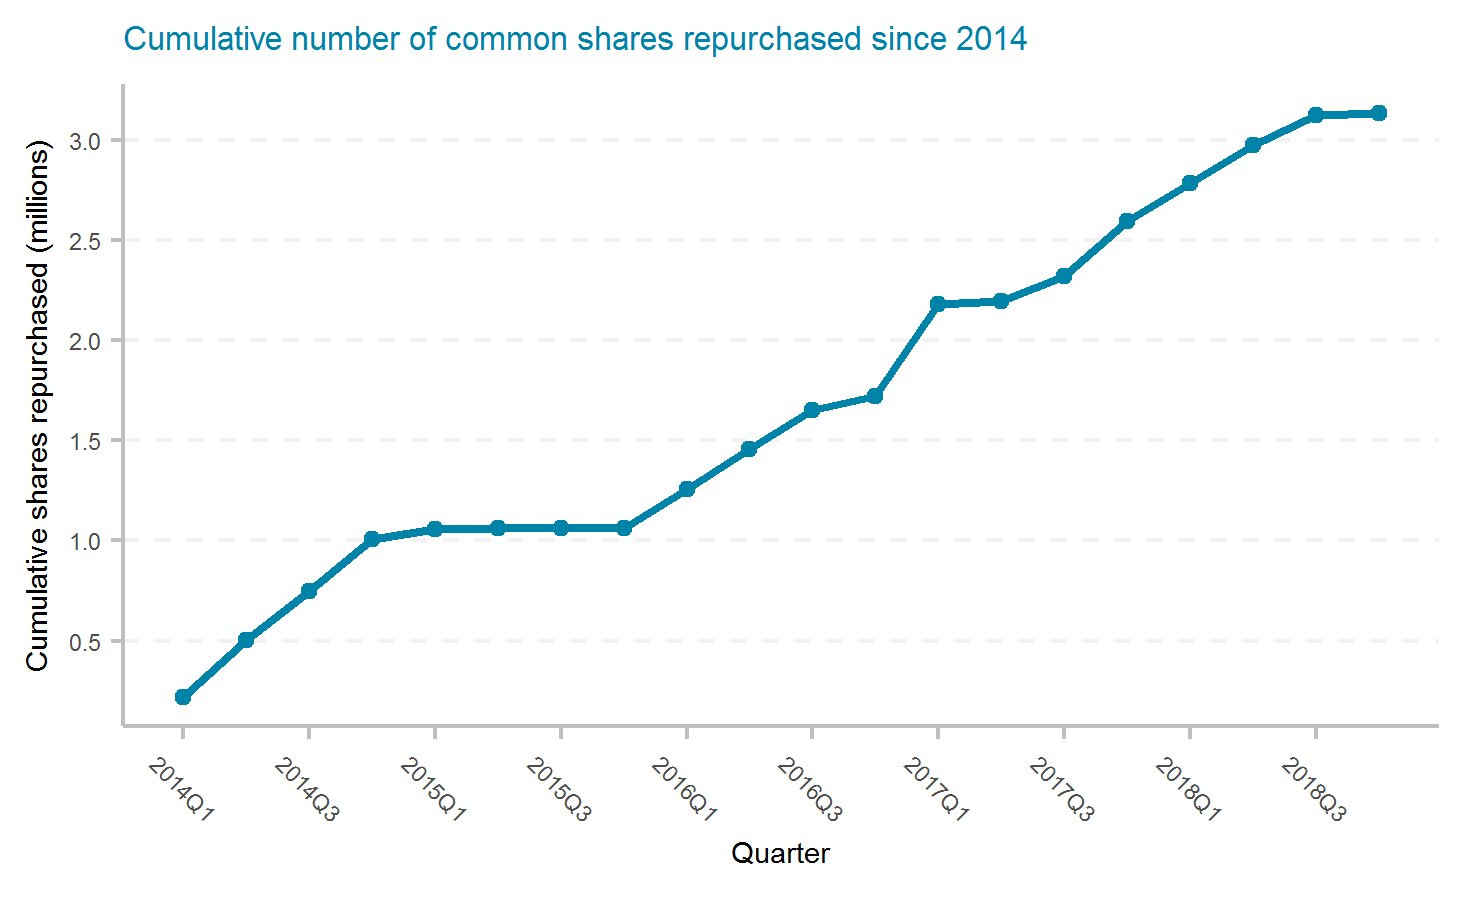 Cumulative number of common shares repurchased since 2014
Cumulative shares repurchased (millions)
3.0
2.5
2.0
1.5
1.0
0.5
2014Q1
2014Q3
2015Q1
2015Q3
2016Q1
2016Q3
2017Q1
2017Q3
2018Q1
2018Q3
Quarter